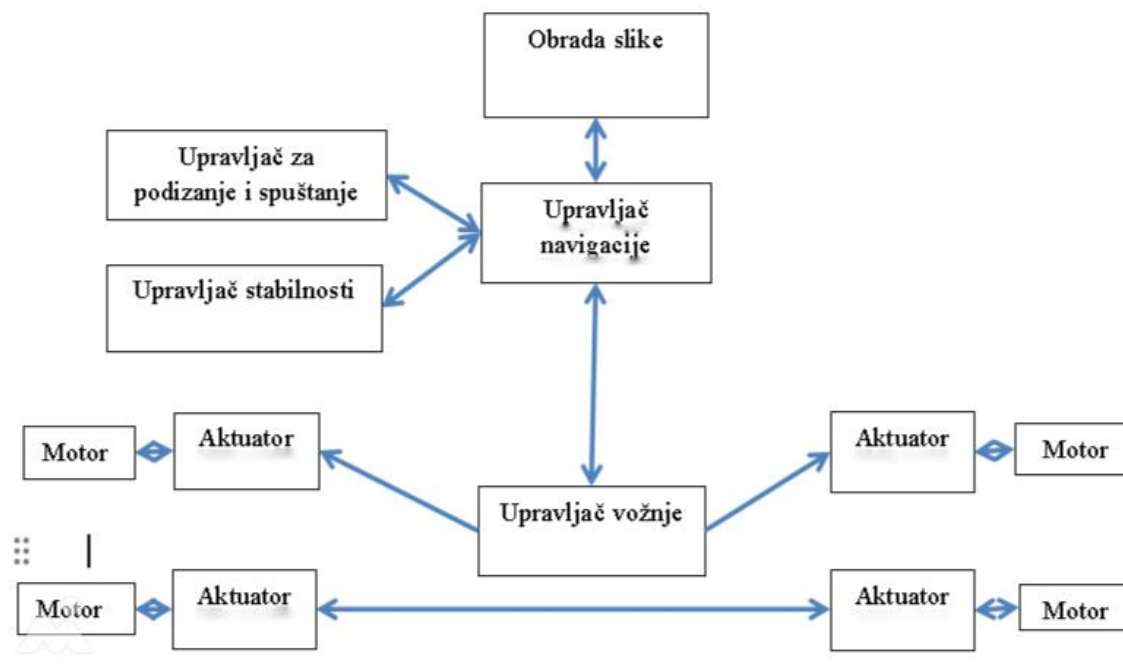 Obrada slike
Upravljač za
podizanje i spuštanje
Upravljač
navigacije
Upravljač stabilnosti
Motor
Aktuator
Aktuator
Motor
Upravljač vožnje
Motor
Aktuator
Aktuator
Motor